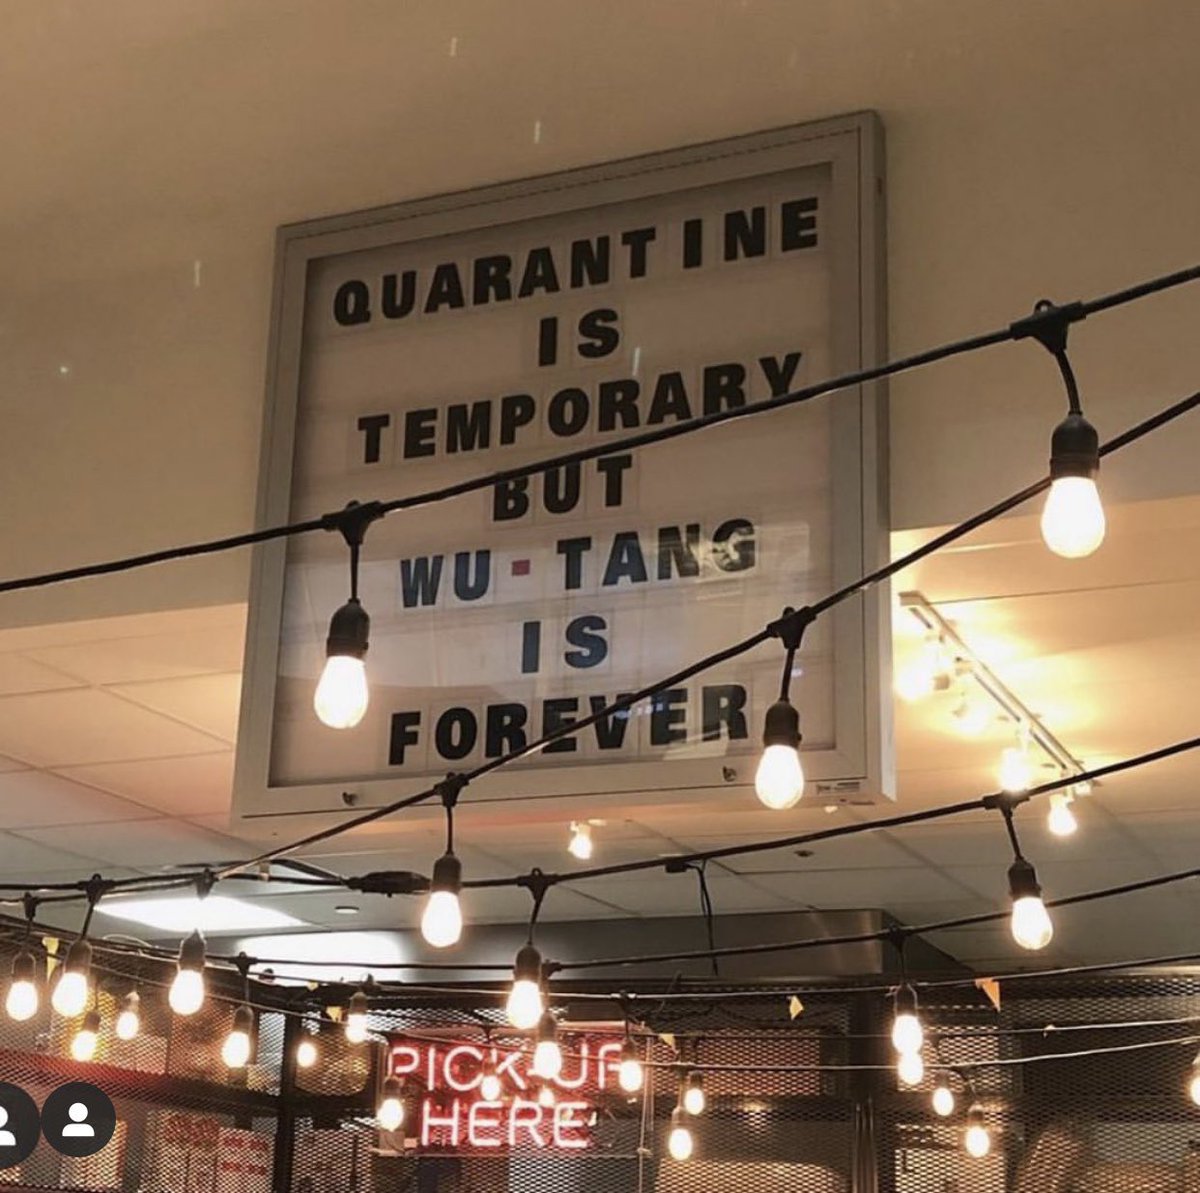 QUARANTINE
IS
TEMPORARY
BUT
WU-TANG
IS
FOREVER
PICK-UP
HERE